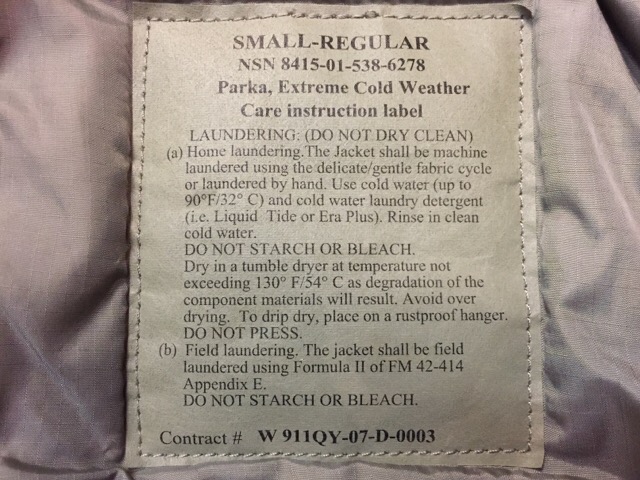 SMALL-REGULAR
NSN 8415-01-538-6278
Parka, Extreme Cold Weather
Care instruction label
LAUNDERING: (DO NOT DRY CLEAN)
(a) Home laundering.The Jacket shall be machine
laundered using the delicate/gentle fabric cycle
or laundered by hand. Use cold water (up to
90°F/32° C) and cold water laundry detergent
(i.e. Liquid Tide or Era Plus). Rinse in clean
cold water.
DO NOT STARCH OR BLEACH.
Dry in a tumble dryer at temperature not
exceeding 130° F/54° C as degradation of the
component materials will result. Avoid over
drying. To drip dry, place on a rustproof hanger.
DO NOT PRESS.
(b) Field laundering. The jacket shall be field
laundered using Formula II of FM 42-414
Appendix E.
DO NOT STARCH OR BLEACH.
Contract # W 911QY-07-D-0003